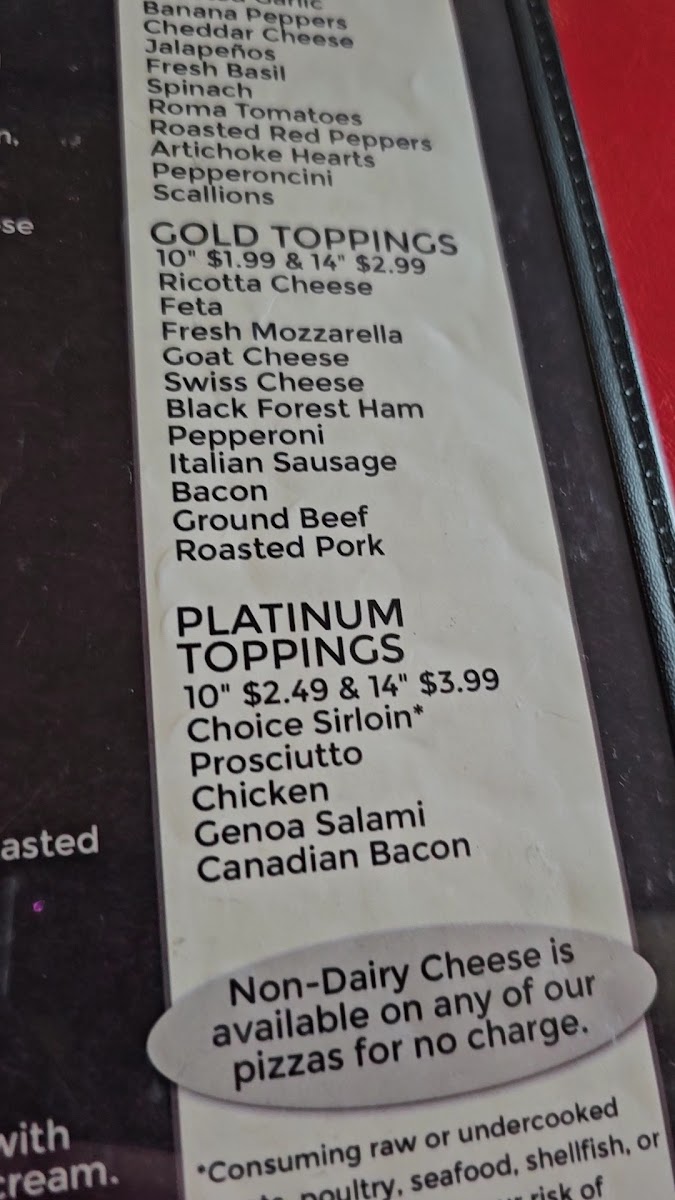 Banana Peppers
Cheddar Cheese
Jalapeños
Fresh Basil
Spinach
Roma Tomatoes
Roasted Red Peppers
Artichoke Hearts
Pepperoncini
Scallions
se
GOLD TOPPINGS
10" $1.99 & 14" $2.99
Ricotta Cheese
Feta
Fresh Mozzarella
Goat Cheese
Swiss Cheese
Black Forest Ham
Pepperoni
Italian Sausage
Bacon
Ground Beef
Roasted Pork
PLATINUM
TOPPINGS
10" $2.49 & 14" $3.99
Choice Sirloin*
Prosciutto
Chicken
Genoa Salami
Canadian Bacon
asted
Non-Dairy Cheese is
available on any of our
pizzas for no charge.
with
cream.
*Consuming raw or undercooked
poultry, seafood, shellfish, or
risk of